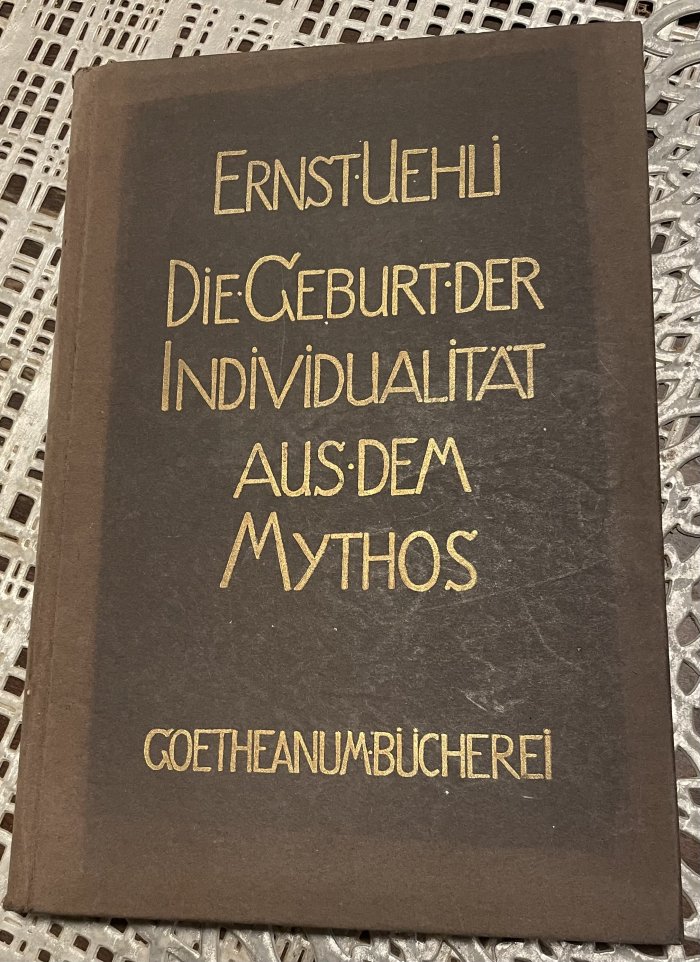 ERNST·UEHLi
DiE·GEBURT·DER
INDiViDUALiTÄT
AUS·DEM
MYTHOS
GOETHEANUM·BÜCHEREi